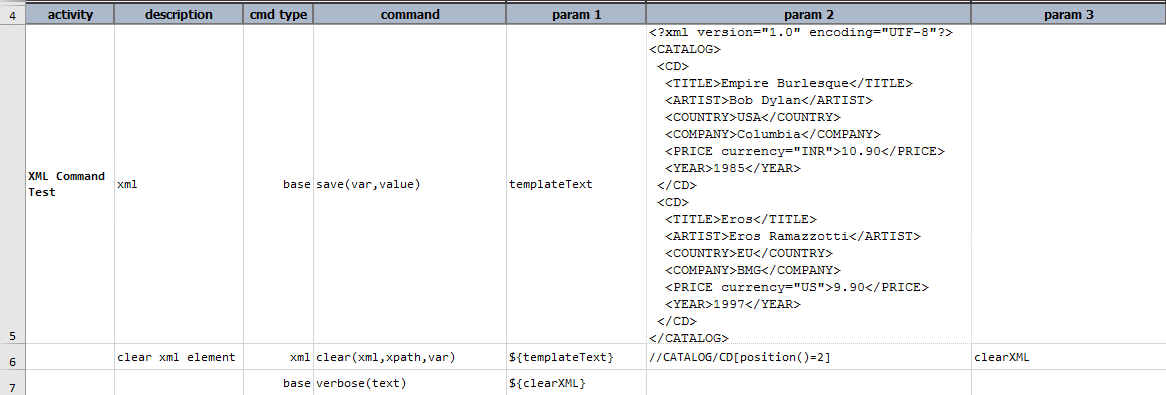 4 activity description cmd type command param 1 param 2 param 3
<?xml version="1.0" encoding="UTF-8"?>
<CATALOG>
<CD>
<TITLE>Empire Burlesque</TITLE>
<ARTIST>Bob Dylan</ARTIST>
<COUNTRY>USA</COUNTRY>
<COMPANY>Columbia</COMPANY>
<PRICE currency="INR">10.90</PRICE>
<YEAR>1985</YEAR>
XML Command
Test
xml base save(var,value) templateText
</CD>
<CD>
<TITLE>Eros</TITLE>
<ARTIST>Eros Ramazzotti</ARTIST>
<COUNTRY>EU</COUNTRY>
<COMPANY>BMG</COMPANY>
<PRICE currency="US">9.90</PRICE>
<YEAR>1997</YEAR>
</CD>
5 </CATALOG>
6 clear xml element xml clear(xml,xpath,var) ${templateText} //CATALOG/CD[position()=2] clearXML
7 base verbose(text) ${clearXML}